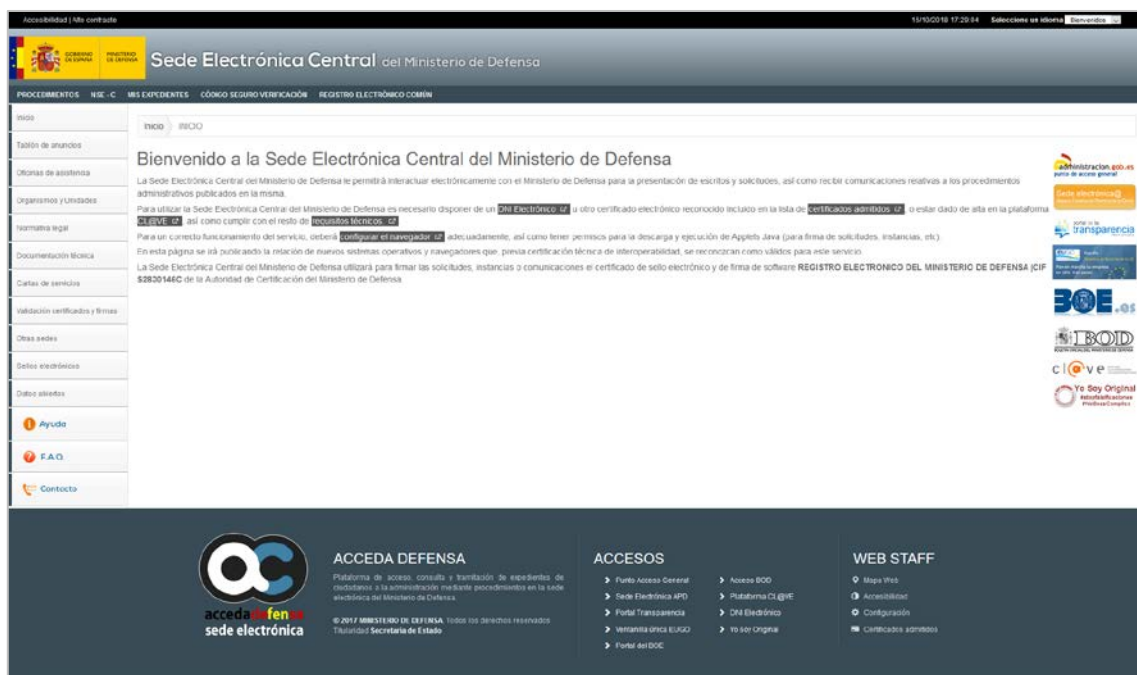 Accesibilidad | Alto contraste
15/10/2018 17:29:04 Seleccione un idioma Bienvenidos
GOBIERNO DE ESPAÑA
MINISTERIO DE DEFENSA
Sede Electrónica Central del Ministerio de Defensa
PROCEDIMIENTOS NSE - C MIS EXPEDIENTES CÓDIGO SEGURO VERIFICACIÓN REGISTRO ELECTRÓNICO COMÚN
Inicio
Tablón de anuncios
Oficinas de asistencia
Organismos y Unidades
Normativa legal
Documentación técnica
Cartas de servicios
Validación certificados y firmas
Otras sedes
Sellos electrónicos
Datos abiertos
Ayuda
F.A.Q.
Contacto
Inicio INICIO
Bienvenido a la Sede Electrónica Central del Ministerio de Defensa
La Sede Electrónica Central del Ministerio de Defensa le permitirá interactuar electrónicamente con el Ministerio de Defensa para la presentación de escritos y solicitudes, así como recibir comunicaciones relativas a los procedimientos
administrativos publicados en la misma.
Para utilizar la Sede Electrónica Central del Ministerio de Defensa es necesario disponer de un DNI Electrónico u otro certificado electrónico reconocido incluido en la lista de certificados admitidos , o estar dado de alta en la plataforma
CL@VE , así como cumplir con el resto de requisitos técnicos.
Para un correcto funcionamiento del servicio, deberá configurar el navegador adecuadamente, así como tener permisos para la descarga y ejecución de Applets Java (para firma de solicitudes, instancias, etc).
En esta página se irá publicando la relación de nuevos sistemas operativos y navegadores que, previa certificación técnica de interoperabilidad, se reconozcan como válidos para este servicio.
La Sede Electrónica Central del Ministerio de Defensa utilizará para firmar las solicitudes, instancias o comunicaciones el certificado de sello electrónico y de firma de software REGISTRO ELECTRONICO DEL MINISTERIO DE DEFENSA (CIF
S2830146C de la Autoridad de Certificación del Ministerio de Defensa.
administracion.gob.es
punto de acceso general
Sede electrónica@
portal de la
transparencia
BOE.es
BOD
BOLETÍN OFICIAL DEL MINISTERIO DE DEFENSA
cl@ve
Yo Soy Original
accedadefensa
sede electrónica
ACCEDA DEFENSA
Plataforma de acceso, consulta y tramitación de expedientes de
ciudadanos a la administración mediante procedimientos en la sede
electrónica del Ministerio de Defensa.
© 2017 MINISTERIO DE DEFENSA. Todos los derechos reservados
Titularidad Secretaría de Estado
ACCESOS
Punto Acceso General
Sede Electrónica APD
Portal Transparencia
Ventanilla única EUGO
Portal del BOE
Acceso BOD
Plataforma CL@VE
DNI Electrónico
Yo soy Original
WEB STAFF
Mapa Web
Accesibilidad
Configuración
Certificados admitidos